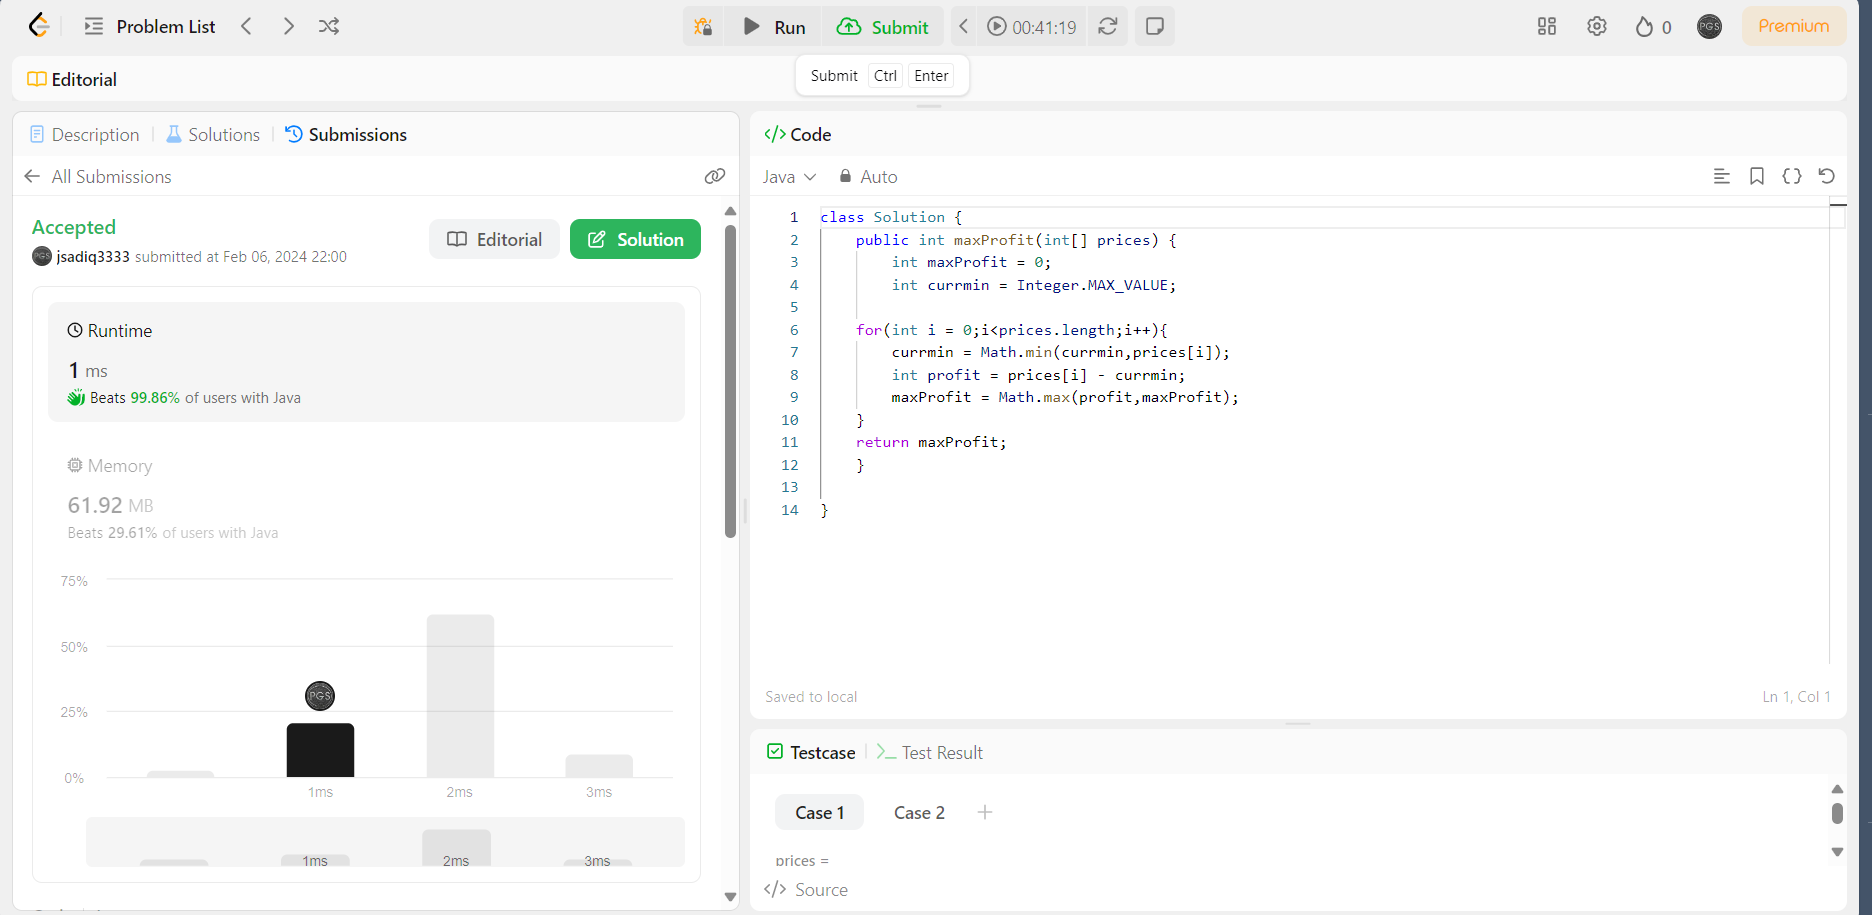 Problem List
Run
Submit
00:41:19
0
PGS
Premium
Editorial
Submit Ctrl Enter
Description
Solutions
Submissions
All Submissions
Accepted
jsadiq3333 submitted at Feb 06, 2024 22:00
Editorial
Solution
Runtime
1 ms
Beats 99.86% of users with Java
Memory
61.92 MB
Beats 29.61% of users with Java
75%
50%
25%
0%
PGS
1ms
2ms
3ms
1ms
2ms
3ms
</> Code
Java
Auto
1 class Solution {
2 public int maxProfit(int[] prices) {
3 int maxProfit = 0;
4 int currmin = Integer.MAX_VALUE;
5
6 for(int i = 0;i<prices.length;i++){
7 currmin = Math.min(currmin,prices[i]);
8 int profit = prices[i] - currmin;
9 maxProfit = Math.max(profit,maxProfit);
10 }
11 return maxProfit;
12 }
13
14 }
Saved to local
Ln 1, Col 1
Testcase
Test Result
Case 1
Case 2
prices =
</> Source